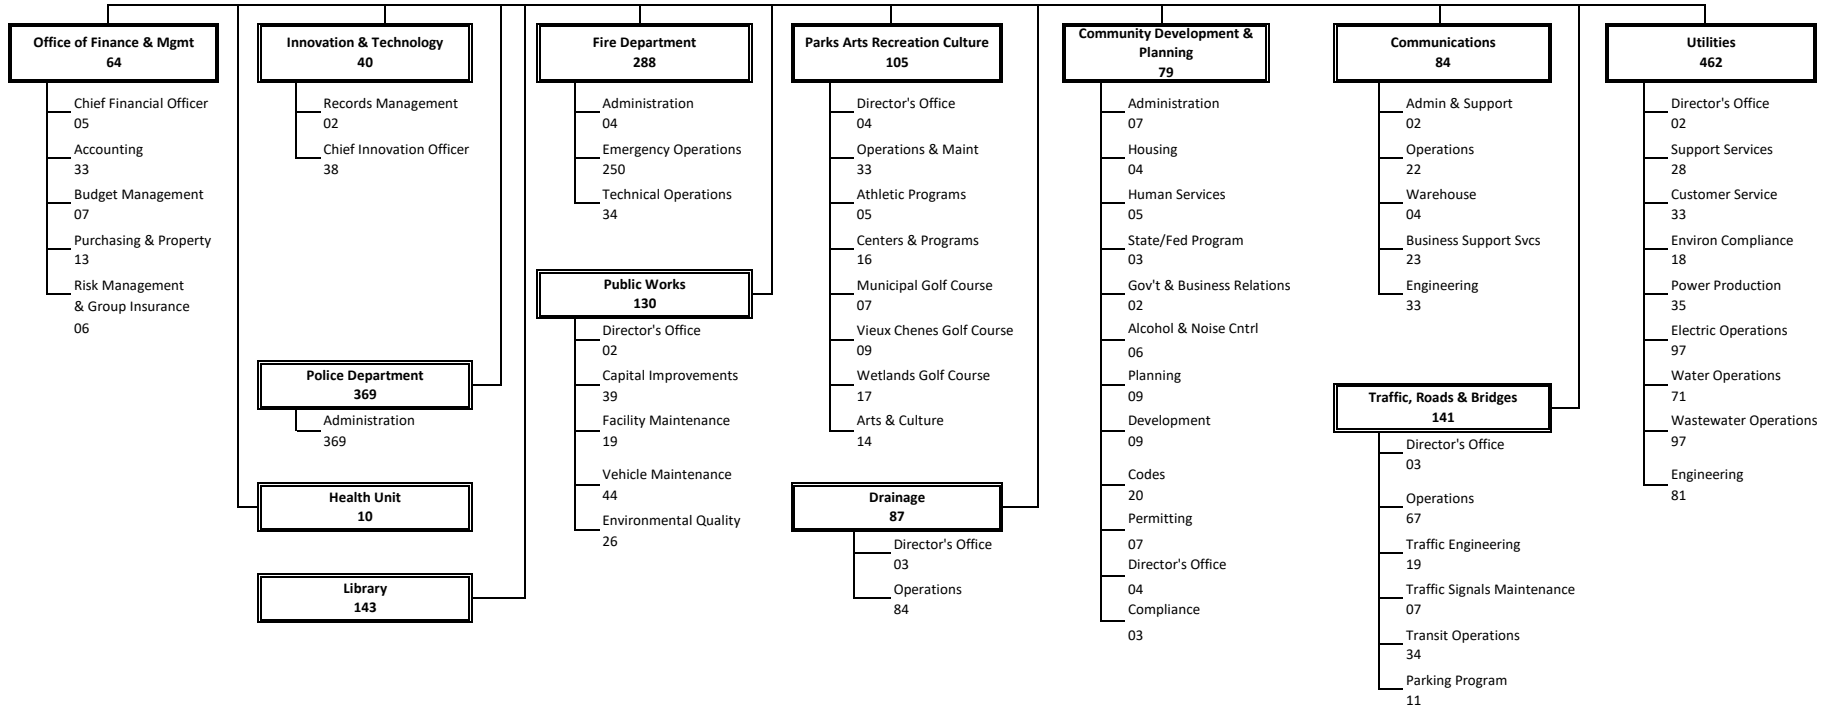 Office of Finance & Mgmt
64
Chief Financial Officer
05
Accounting
33
Budget Management
07
Purchasing & Property
13
Risk Management
& Group Insurance
06
Innovation & Technology
40
Records Management
02
Chief Innovation Officer
38
Police Department
369
Administration
369
Health Unit
10
Library
143
Fire Department
288
Administration
04
Emergency Operations
250
Technical Operations
34
Public Works
130
Director's Office
02
Capital Improvements
39
Facility Maintenance
19
Vehicle Maintenance
44
Environmental Quality
26
Parks Arts Recreation Culture
105
Director's Office
04
Operations & Maint
33
Athletic Programs
05
Centers & Programs
16
Municipal Golf Course
07
Vieux Chenes Golf Course
09
Wetlands Golf Course
17
Arts & Culture
14
Drainage
87
Director's Office
03
Operations
84
Community Development &
Planning
79
Administration
07
Housing
04
Human Services
05
State/Fed Program
03
Gov't & Business Relations
02
Alcohol & Noise Cntrl
06
Planning
09
Development
09
Codes
20
Permitting
07
Director's Office
04
Compliance
03
Communications
84
Admin & Support
02
Operations
22
Warehouse
04
Business Support Svcs
23
Engineering
33
Traffic, Roads & Bridges
141
Director's Office
03
Operations
67
Traffic Engineering
19
Traffic Signals Maintenance
07
Transit Operations
34
Parking Program
11
Utilities
462
Director's Office
02
Support Services
28
Customer Service
33
Environ Compliance
18
Power Production
35
Electric Operations
97
Water Operations
71
Wastewater Operations
97
Engineering
81